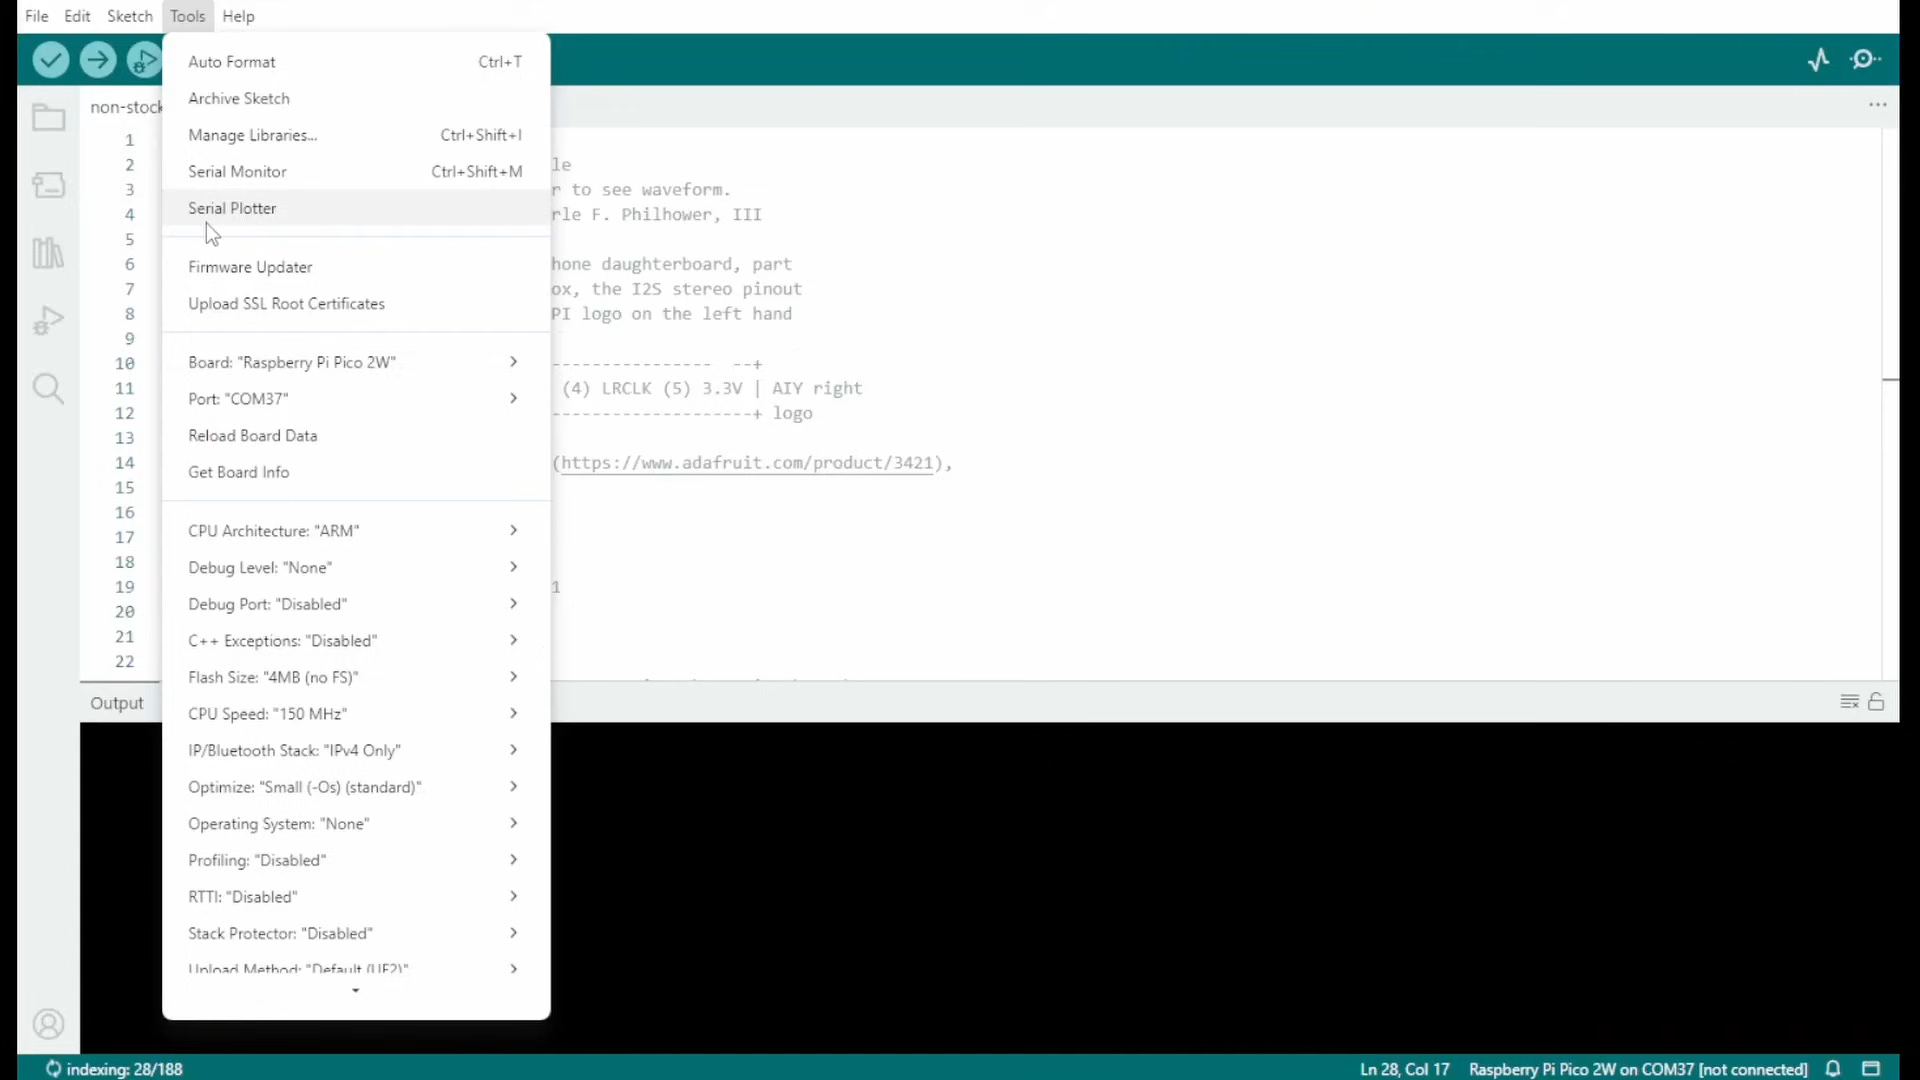 File Edit Sketch Tools Help
Auto Format Ctrl+T
Archive Sketch
Manage Libraries... Ctrl+Shift+I
Serial Monitor Ctrl+Shift+M
Serial Plotter
Firmware Updater
Upload SSL Root Certificates
Board: "Raspberry Pi Pico 2W"
Port: "COM37"
Reload Board Data
Get Board Info
CPU Architecture: "ARM"
Debug Level: "None"
Debug Port: "Disabled"
C++ Exceptions: "Disabled"
Flash Size: "4MB (no FS)"
CPU Speed: "150 MHz"
IP/Bluetooth Stack: "IPv4 Only"
Optimize: "Small (-Os) (standard)"
Operating System: "None"
Profiling: "Disabled"
RTTI: "Disabled"
Stack Protector: "Disabled"
Upload Method: "Default (UF2)"
non-stock
1
2 le
3 r to see waveform.
4 rle F. Philhower, III
5
6 hone daughterboard, part
7 ox, the I2S stereo pinout
8 PI logo on the left hand
9
10 ---------------- --+
11 (4) LRCLK (5) 3.3V | AIY right
12 --------------------+ logo
13
14 (https://www.adafruit.com/product/3421),
15
16
17
18
19 1
20
21
22
Output
indexing: 28/188
Ln 28, Col 17 Raspberry Pi Pico 2W on COM37 [not connected]